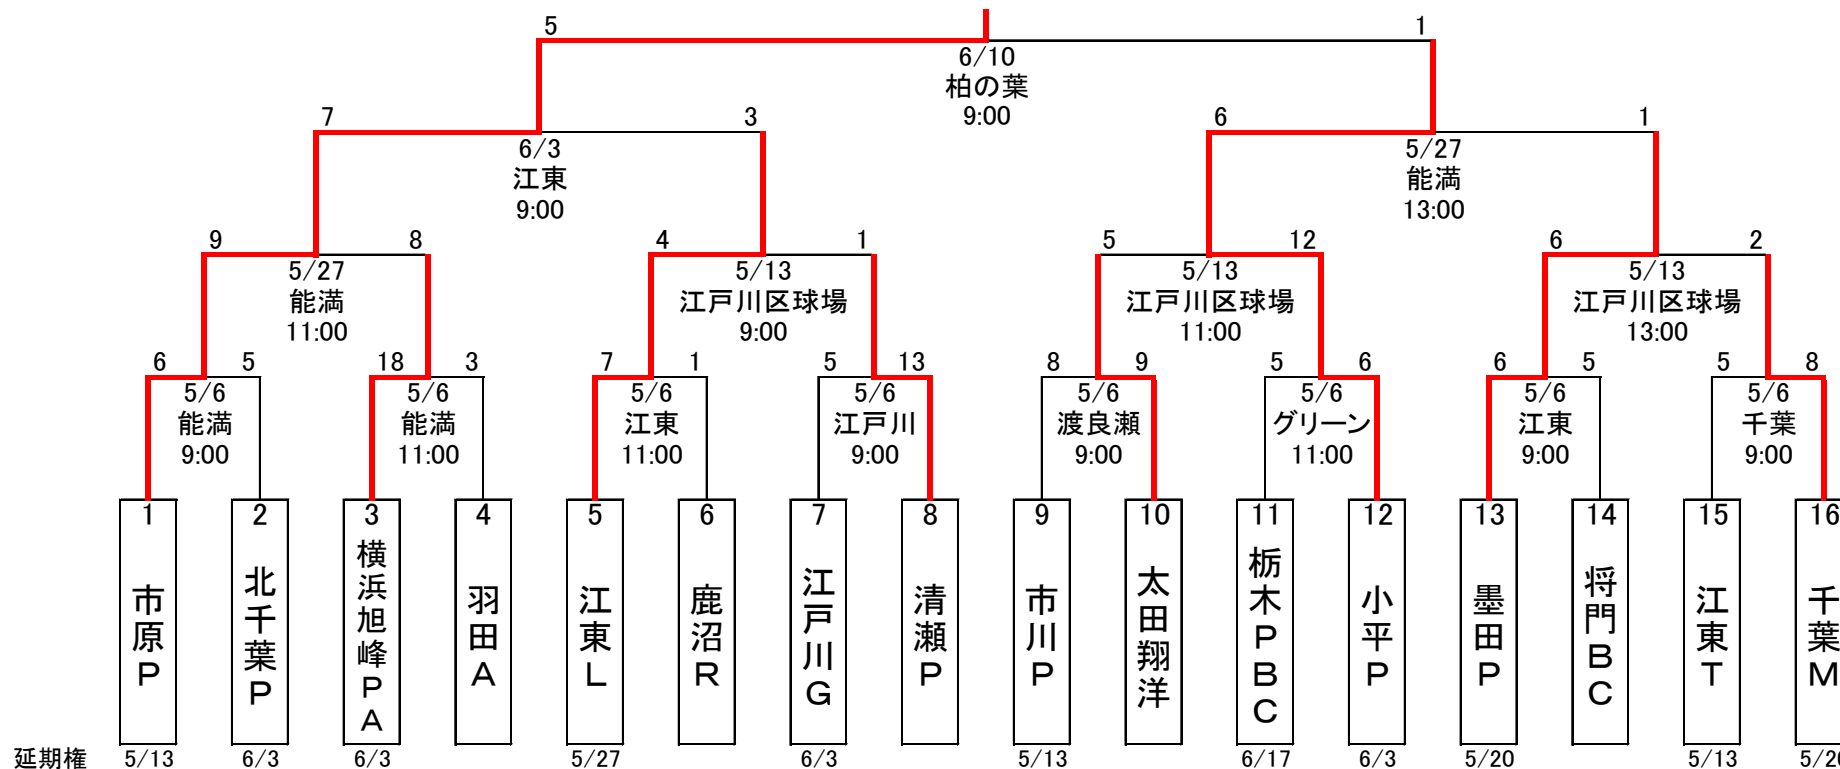 5 1
6/10
柏の葉
9:00
7 3 6 1
6/3 5/27
江東 能満
9:00 13:00
9 8 4 1 5 12 6 2
5/27 5/13 5/13 5/13
能満 江戸川区球場 江戸川区球場 江戸川区球場
11:00 9:00 11:00 13:00
6 5 18 3 7 1 5 13 8 9 5 6 6 5 5 8
5/6 5/6 5/6 5/6 5/6 5/6 5/6 5/6
能満 能満 江東 江戸川 渡良瀬 グリーン 江東 千葉
9:00 11:00 11:00 9:00 9:00 11:00 9:00 9:00
1 2 3 4 5 6 7 8 9 10 11 12 13 14 15 16
市原P
北千葉P
横浜旭峰PA
羽田A
江東L
鹿沼R
江戸川G
清瀬P
市川P
太田翔洋
栃木PBC
小平P
墨田P
将門BC
江東T
千葉M
延期権 5/13 6/3 6/3 5/27 6/3 5/13 6/17 6/3 5/20 5/13